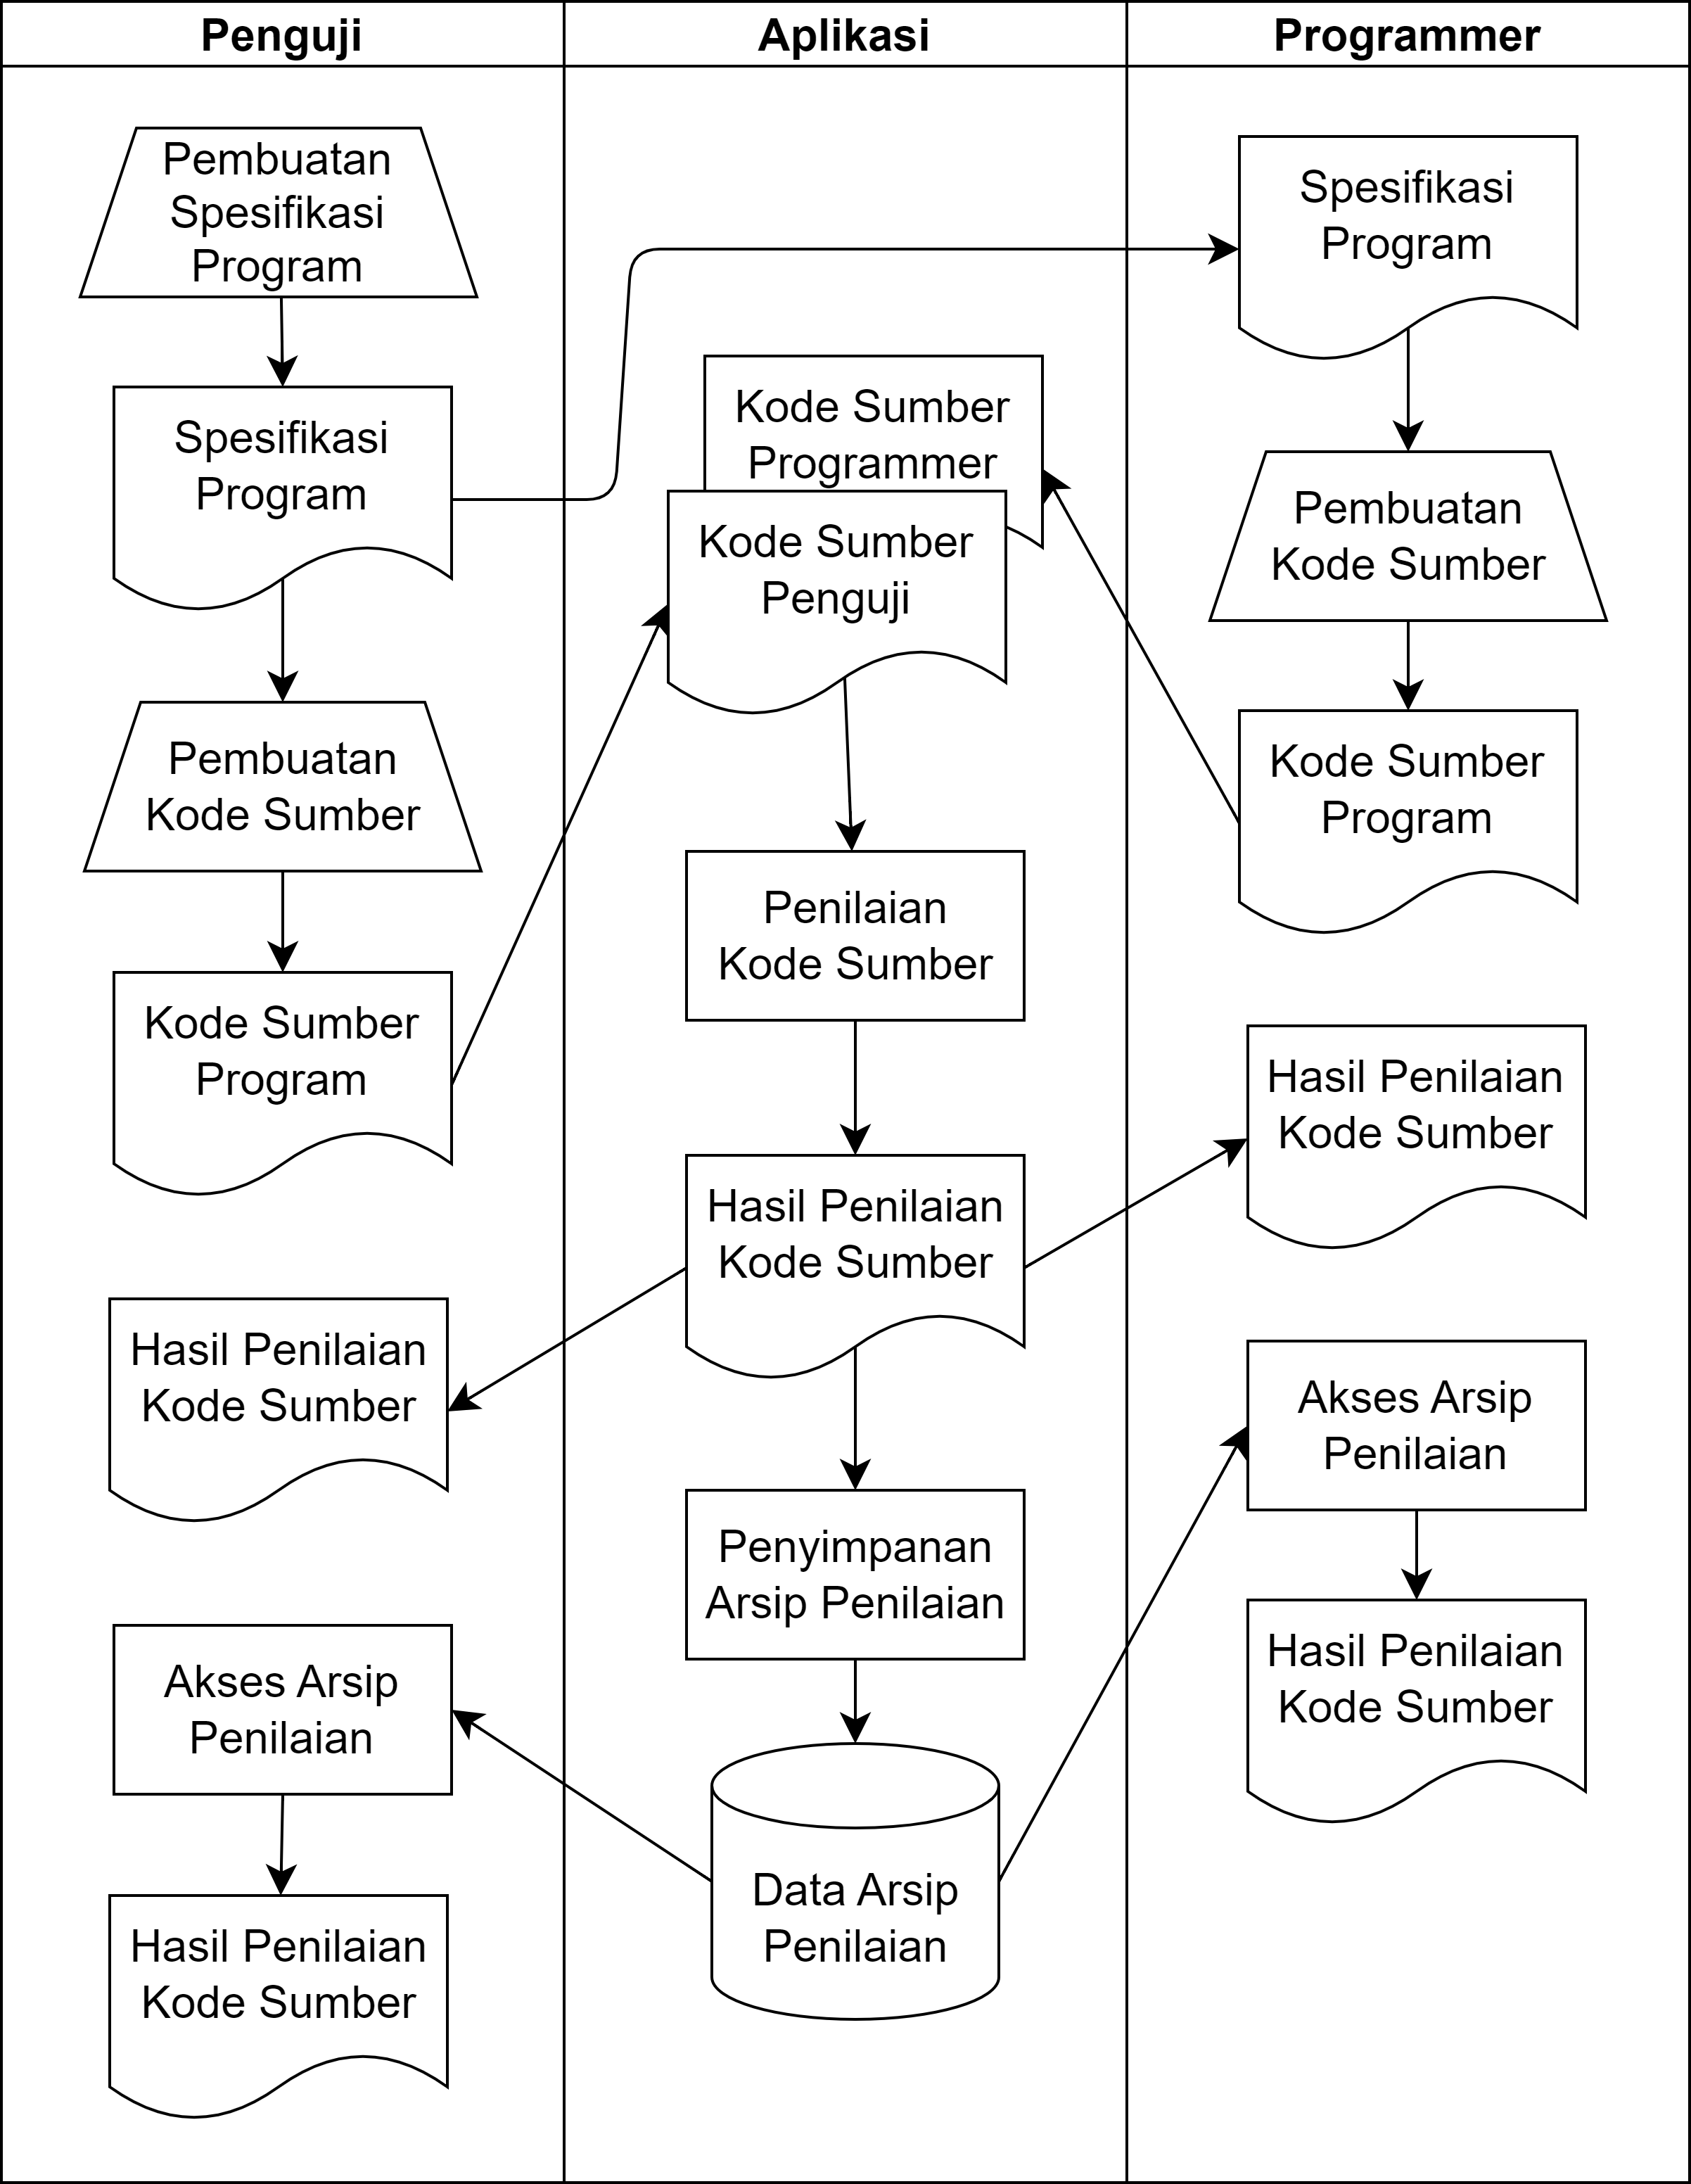 Penguji
Aplikasi
Programmer
Pembuatan
Spesifikasi
Program
Spesifikasi
Program
Pembuatan
Kode Sumber
Kode Sumber
Program
Hasil Penilaian
Kode Sumber
Akses Arsip
Penilaian
Hasil Penilaian
Kode Sumber
Kode Sumber
Programmer
Kode Sumber
Penguji
Penilaian
Kode Sumber
Hasil Penilaian
Kode Sumber
Penyimpanan
Arsip Penilaian
Data Arsip
Penilaian
Spesifikasi
Program
Pembuatan
Kode Sumber
Kode Sumber
Program
Hasil Penilaian
Kode Sumber
Akses Arsip
Penilaian
Hasil Penilaian
Kode Sumber